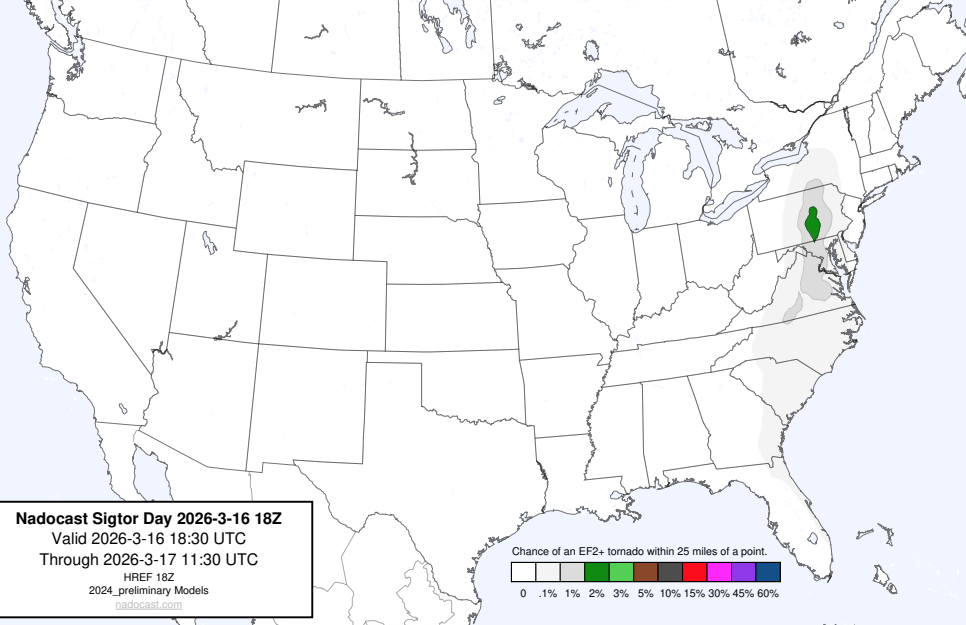 Nadocast Sigtor Day 2026-3-16 18Z
Valid 2026-3-16 18:30 UTC
Through 2026-3-17 11:30 UTC
HREF 18Z
2024_preliminary Models
nadocast.com
Chance of an EF2+ tornado within 25 miles of a point.
0 .1% 1% 2% 3% 5% 10% 15% 30% 45% 60%